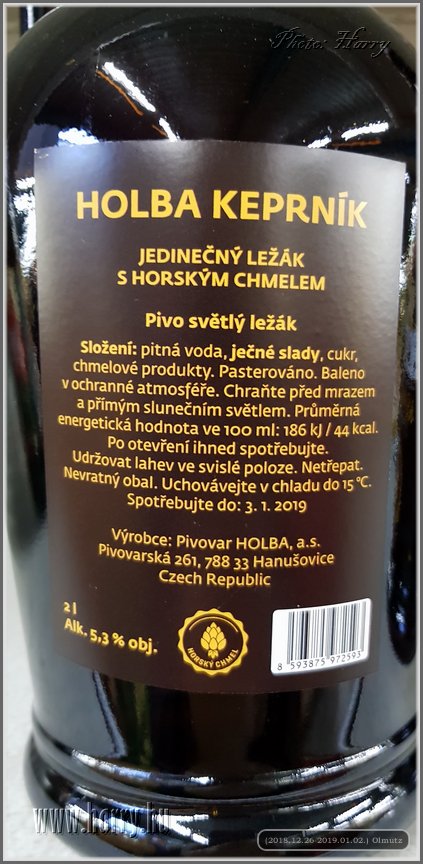 Photo: Harry
HOLBA KEPRNÍK
JEDINEČNÝ LEŽÁK
S HORSKÝM CHMELEM
Pivo světlý ležák
Složení: pitná voda, ječné slady, cukr,
chmelové produkty. Pasterováno. Baleno
v ochranné atmosféře. Chraňte před mrazem
a přímým slunečním světlem. Průměrná
energetická hodnota ve 100 ml: 186 kJ / 44 kcal.
Po otevření ihned spotřebujte.
Udržovat lahev ve svislé poloze. Netřepat.
Nevratný obal. Uchovávejte v chladu do 15 °C.
Spotřebujte do: 3. 1. 2019
Výrobce: Pivovar HOLBA, a.s.
Pivovarská 261, 788 33 Hanušovice
Czech Republic
2 l
Alk. 5,3 % obj.
HORSKÝ CHMEL
8 593875 972593
www.horry.hu
(2018.12.26-2019.01.02.) Olmütz